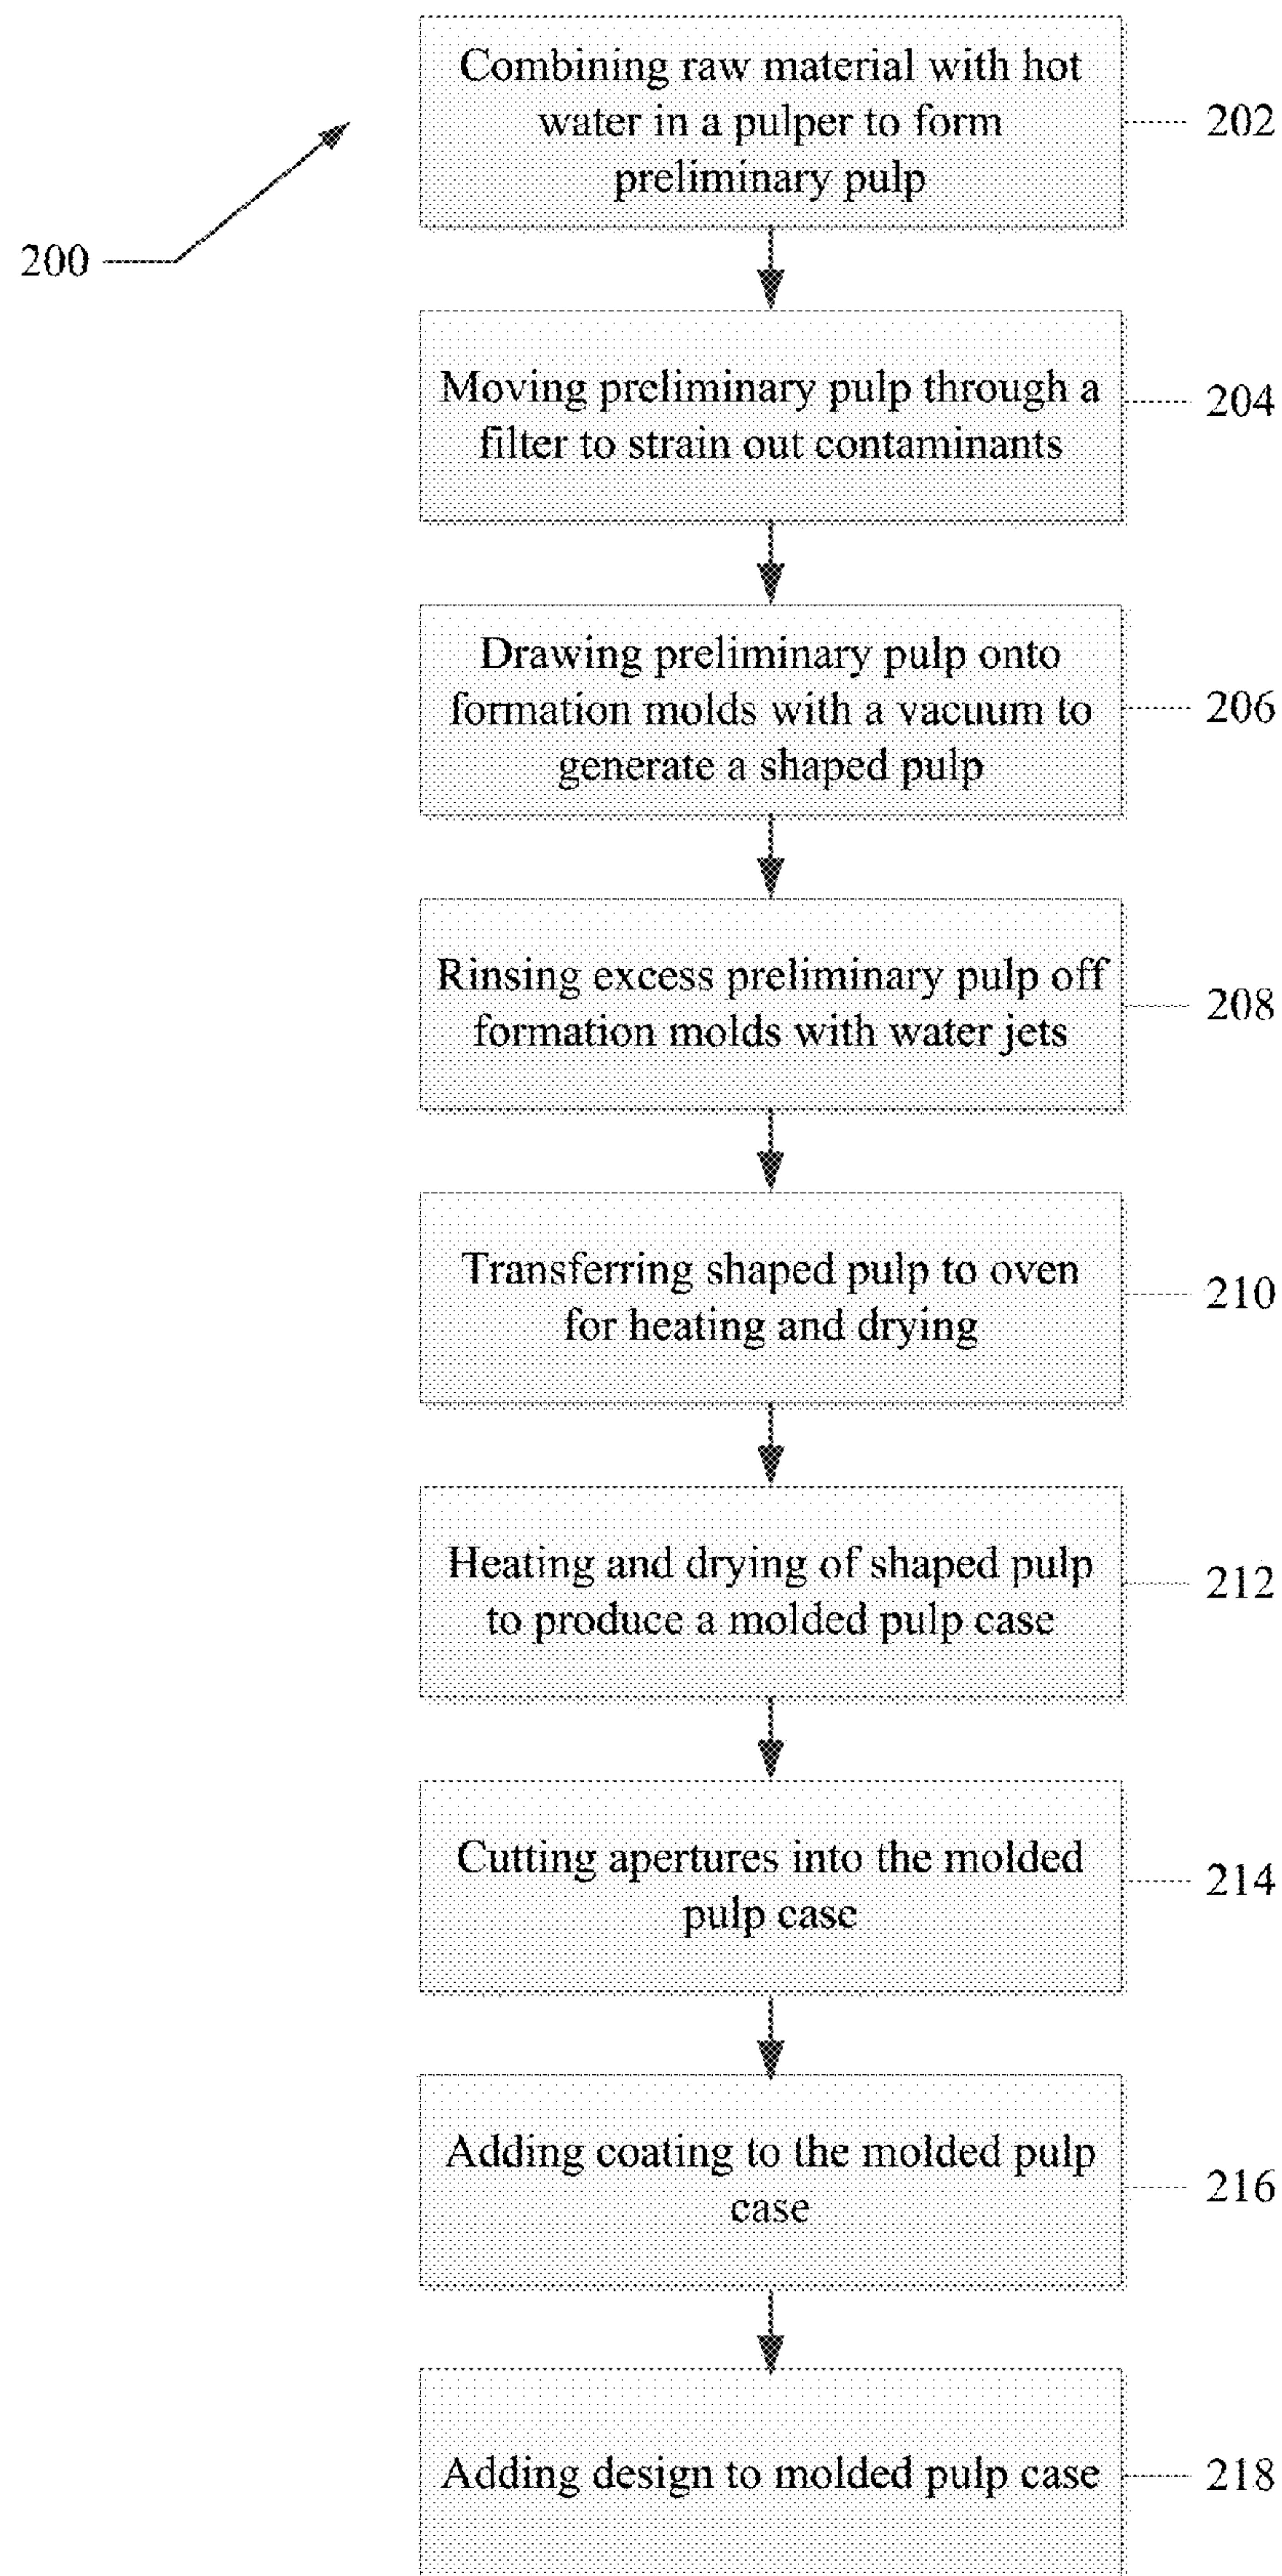 Combining raw material with hot
water in a pulper to form
preliminary pulp
202
200
Moving preliminary pulp through a
filter to strain out contaminants
204
Drawing preliminary pulp onto
formation molds with a vacuum to
generate a shaped pulp
206
Rinsing excess preliminary pulp off
formation molds with water jets
208
Transferring shaped pulp to oven
for heating and drying
210
Heating and drying of shaped pulp
to produce a molded pulp case
212
Cutting apertures into the molded
pulp case
214
Adding coating to the molded pulp
case
216
Adding design to molded pulp case
218